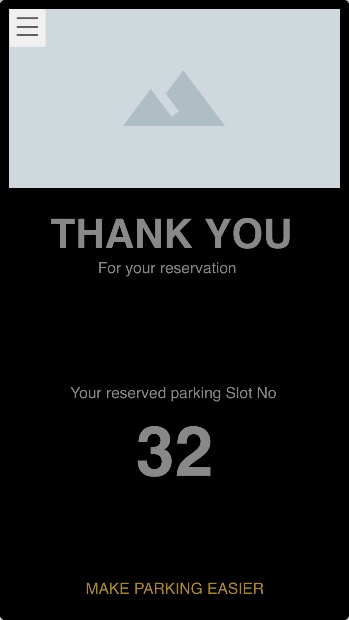 THANK YOU
For your reservation
Your reserved parking Slot No
32
MAKE PARKING EASIER